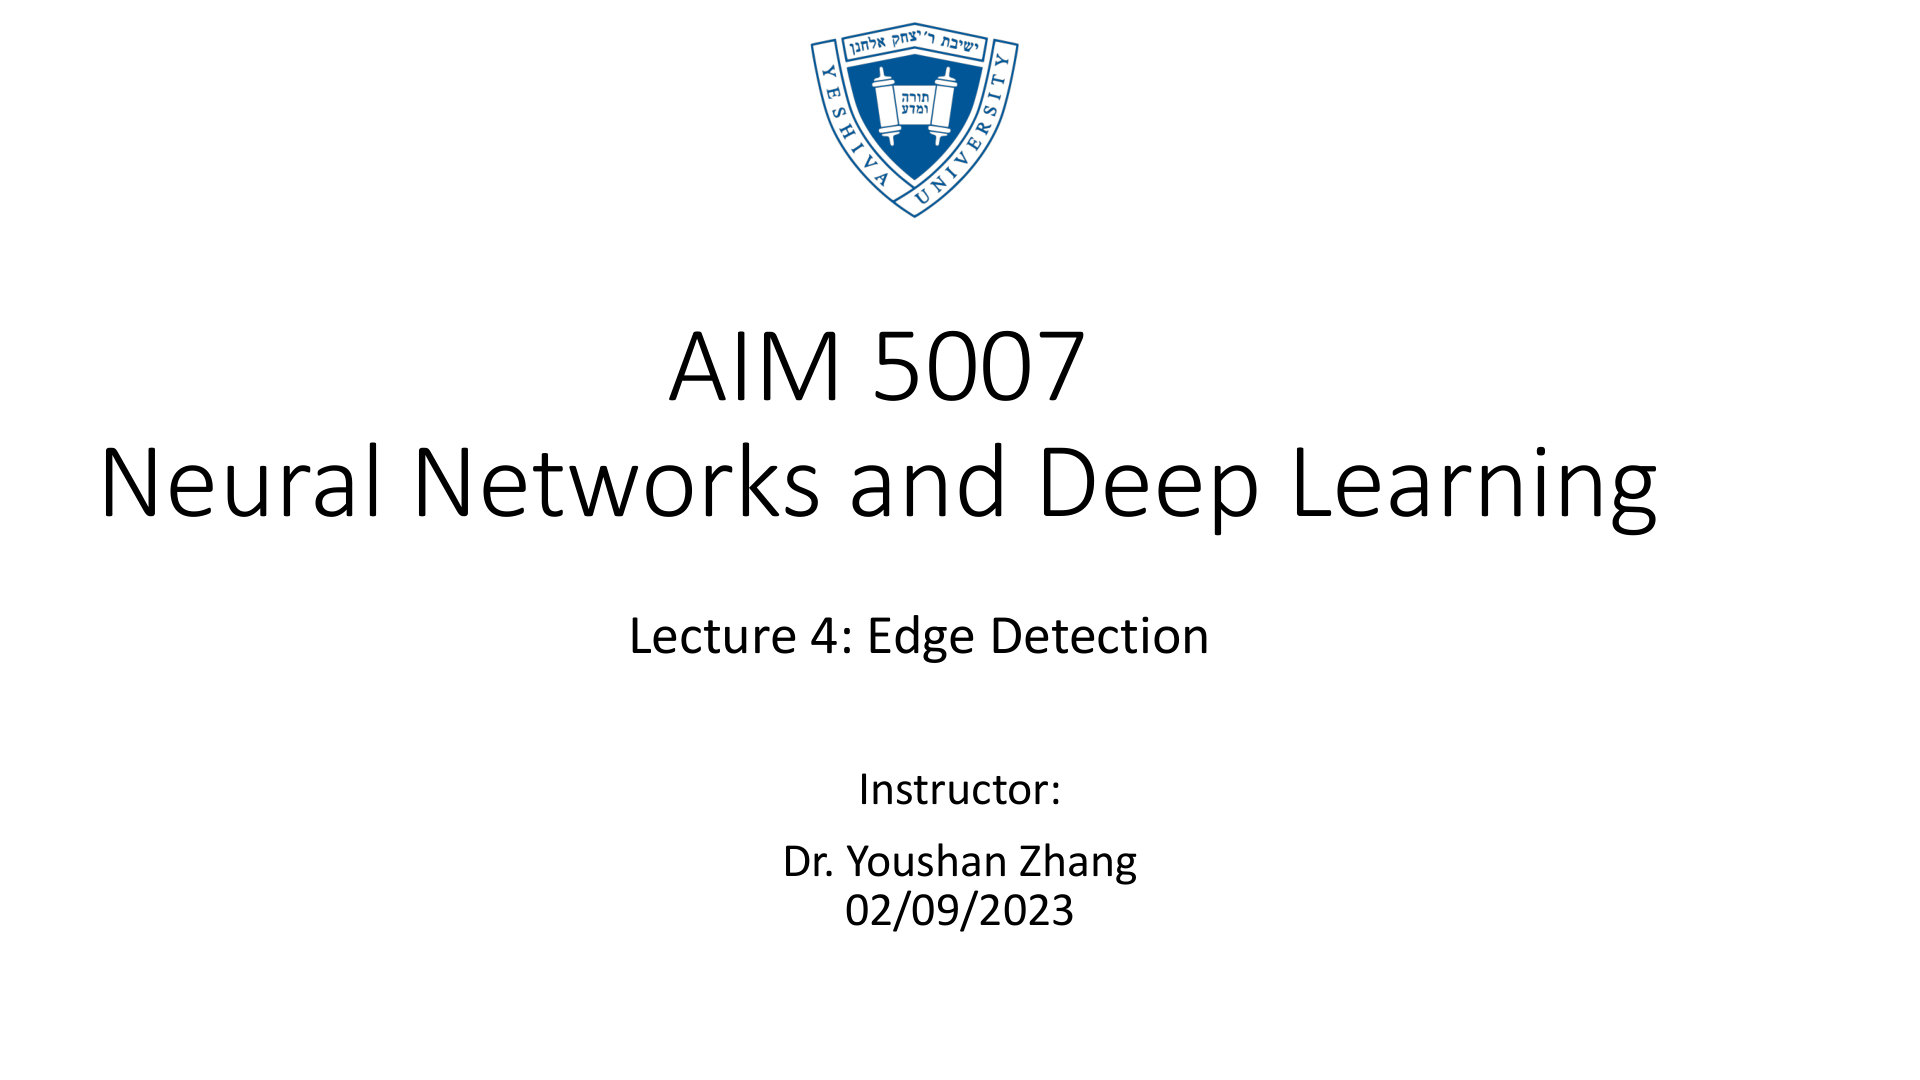 ישיבת ר' יצחק אלחנן
תורה
ומדע
YESHIVA UNIVERSITY
AIM 5007
Neural Networks and Deep Learning
Lecture 4: Edge Detection
Instructor:
Dr. Youshan Zhang
02/09/2023